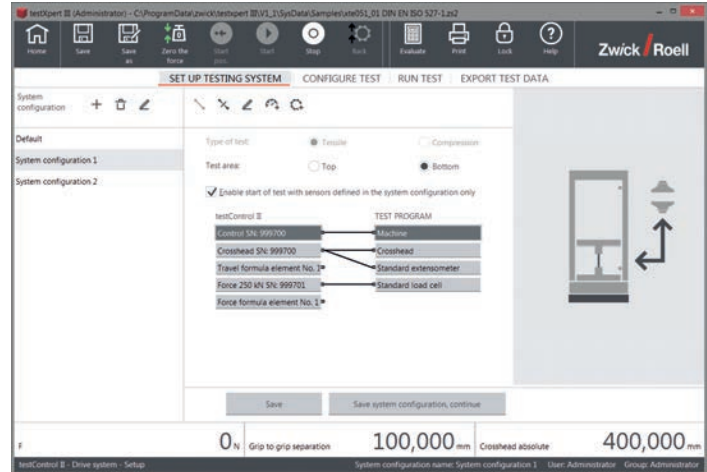 testXpert III (Administrator) - C:\ProgramData\zwick\testxpert III\V1_1\SysData\Samples\xte051_01 DIN EN ISO 527-1.zs2
Home
Save
Save as
Zero the force
Start pos.
Start
Stop
Back
Evaluate
Print
Lock
Help
Zwick / Roell
SET UP TESTING SYSTEM
CONFIGURE TEST
RUN TEST
EXPORT TEST DATA
System configuration
Default
System configuration 1
System configuration 2
Type of test: Tensile Compression
Test area: Top Bottom
Enable start of test with sensors defined in the system configuration only
testControl II TEST PROGRAM
Control SN: 999700 Machine
Crosshead SN: 999700 Crosshead
Travel formula element No. 1 Standard extensometer
Force 250 kN SN: 999701 Standard load cell
Force formula element No. 1
Save Save system configuration, continue
F 0 N Grip to grip separation 100,000 mm Crosshead absolute 400,000 mm
testControl II - Drive system - Setup System configuration name: System configuration 1 User: Administrator Group: Administrator